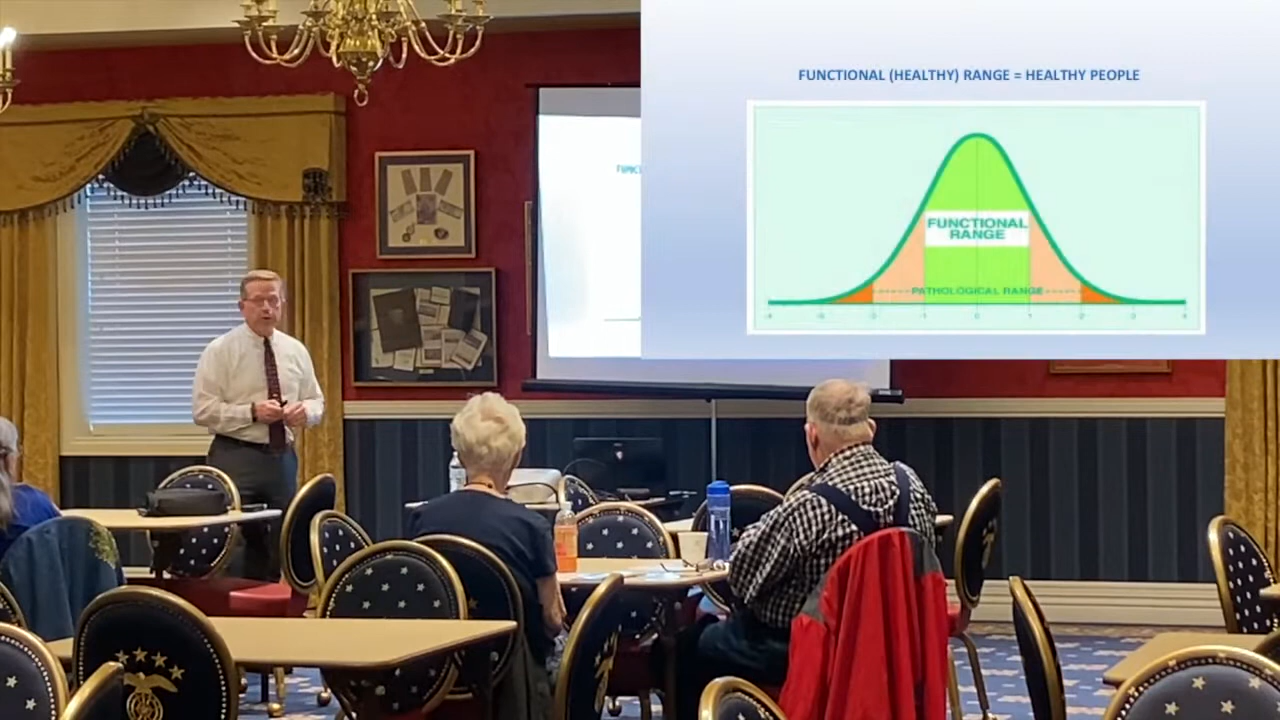 FUNCTIONAL (HEALTHY) RANGE = HEALTHY PEOPLE
FUNCTIONAL
RANGE
PATHOLOGICAL RANGE